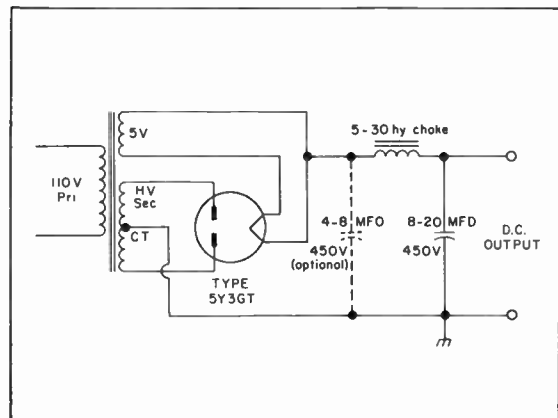 5V
110V
Pri
HV
Sec
CT
TYPE
5Y3GT
5-30 hy choke
4-8 MFO
450V
(optional)
8-20 MFD
450V
D.C.
OUTPUT